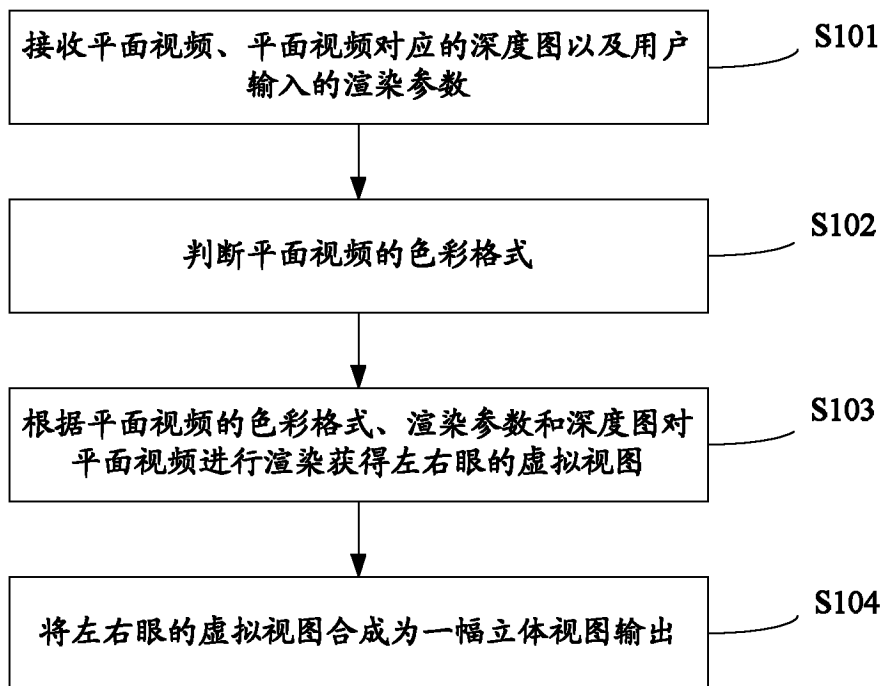 接收平面视频、平面视频对应的深度图以及用户
输入的渲染参数
S101
判断平面视频的色彩格式
S102
根据平面视频的色彩格式、渲染参数和深度图对
平面视频进行渲染获得左右眼的虚拟视图
S103
将左右眼的虚拟视图合成为一幅立体视图输出
S104